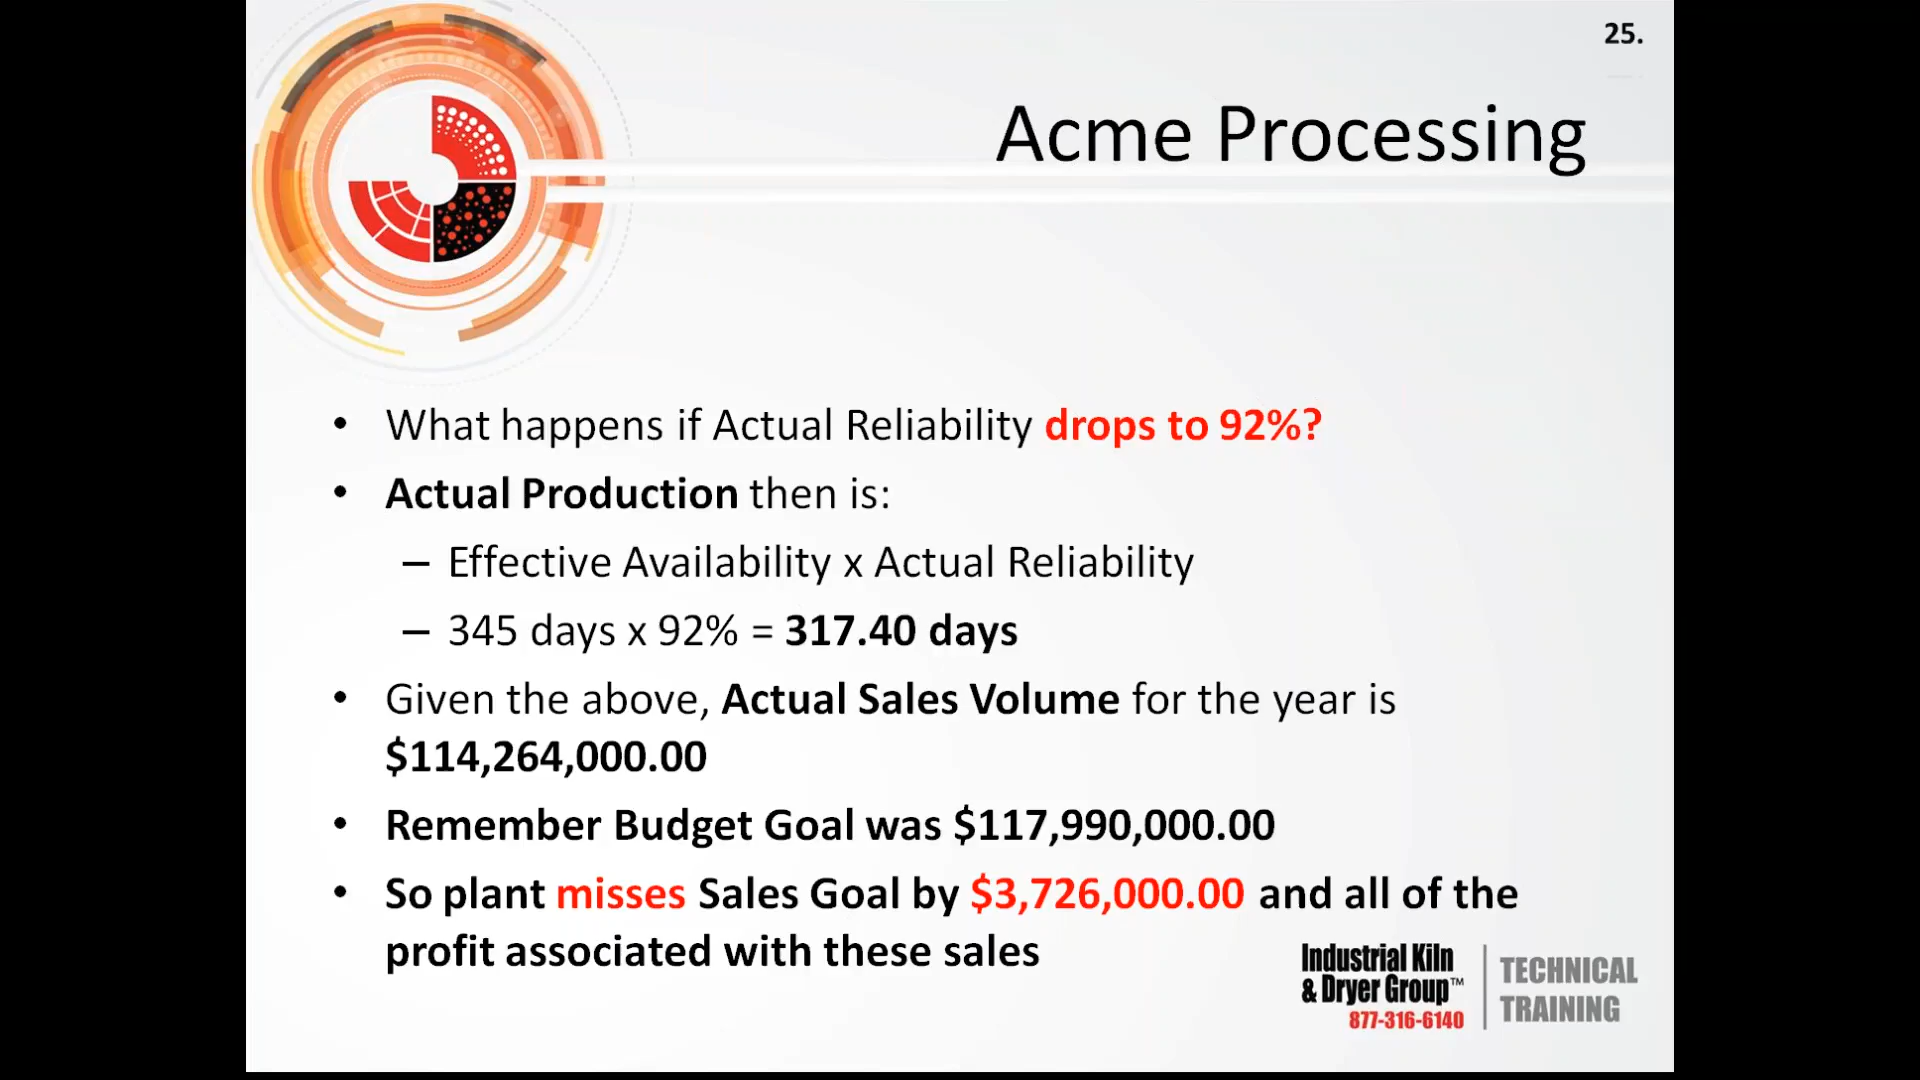 25.
Acme Processing
• What happens if Actual Reliability drops to 92%?
• Actual Production then is:
– Effective Availability x Actual Reliability
– 345 days x 92% = 317.40 days
• Given the above, Actual Sales Volume for the year is
$114,264,000.00
• Remember Budget Goal was $117,990,000.00
• So plant misses Sales Goal by $3,726,000.00 and all of the
profit associated with these sales
Industrial Kiln
& Dryer Group™
877-316-6140
TECHNICAL
TRAINING